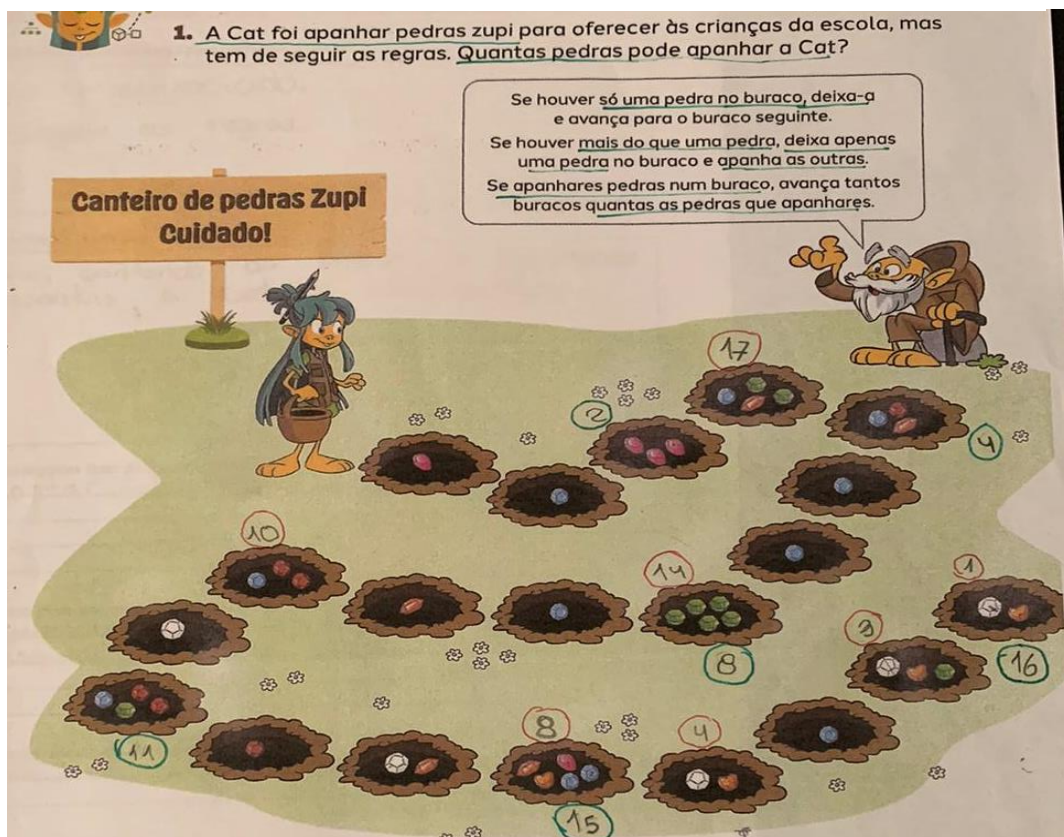 1. A Cat foi apanhar pedras zupi para oferecer às crianças da escola, mas
tem de seguir as regras. Quantas pedras pode apanhar a Cat?
Se houver só uma pedra no buraco, deixa-a
e avança para o buraco seguinte.
Se houver mais do que uma pedra, deixa apenas
uma pedra no buraco e apanha as outras.
Se apanhares pedras num buraco, avança tantos
buracos quantas as pedras que apanhares.
Canteiro de pedras Zupi
Cuidado!
17
2
4
10
14
1
3
8
16
11
8
4
15